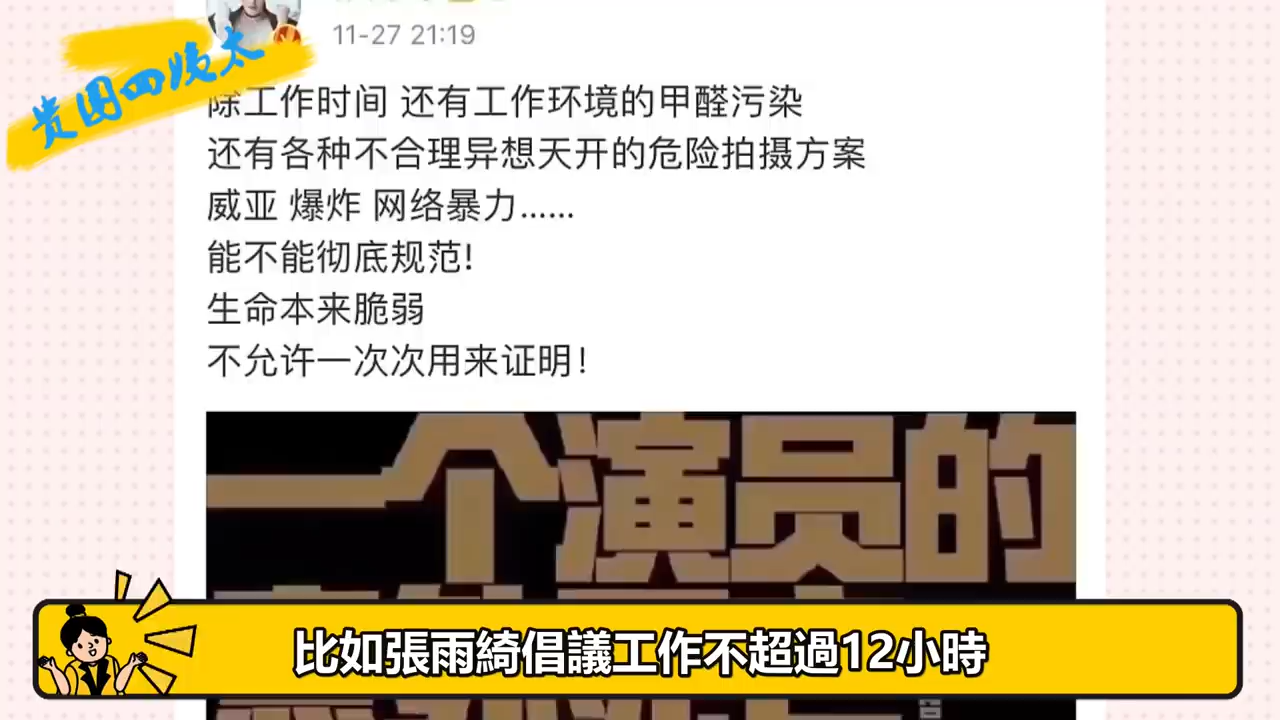 贵圈四姨太
11-27 21:19
除工作时间 还有工作环境的甲醛污染
还有各种不合理异想天开的危险拍摄方案
威亚 爆炸 网络暴力......
能不能彻底规范!
生命本来脆弱
不允许一次次用来证明!
一个演员的
比如張雨綺倡議工作不超過12小時